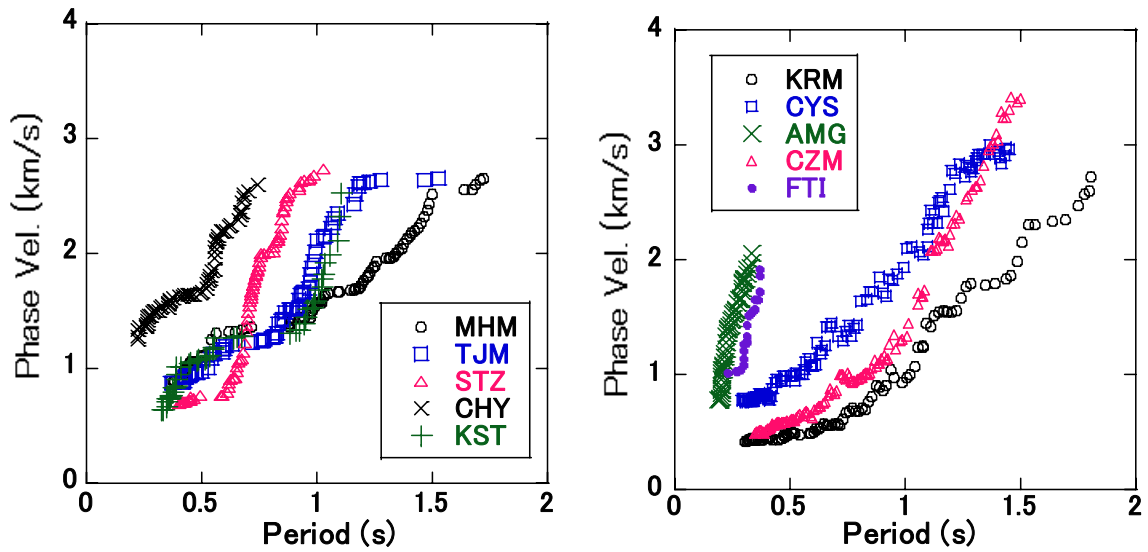 4
3
2
1
0
0
0.5
1
1.5
2
Phase Vel. (km/s)
Period (s)
MHM
TJM
STZ
CHY
KST
4
3
2
1
0
0
0.5
1
1.5
2
Phase Vel. (km/s)
Period (s)
KRM
CYS
AMG
CZM
FTI